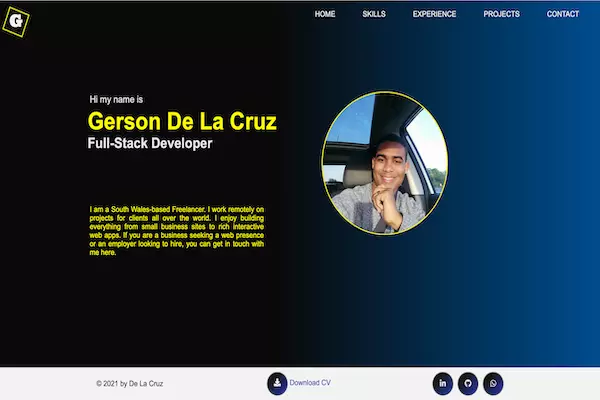 G
HOME SKILLS EXPERIENCE PROJECTS CONTACT
Hi my name is
Gerson De La Cruz
Full-Stack Developer
I am a South Wales-based Freelancer. I work remotely on
projects for clients all over the world. I enjoy building
everything from small business sites to rich interactive
web apps. If you are a business seeking a web presence
or an employer looking to hire, you can get in touch with
me here.
© 2021 by De La Cruz
Download CV
in